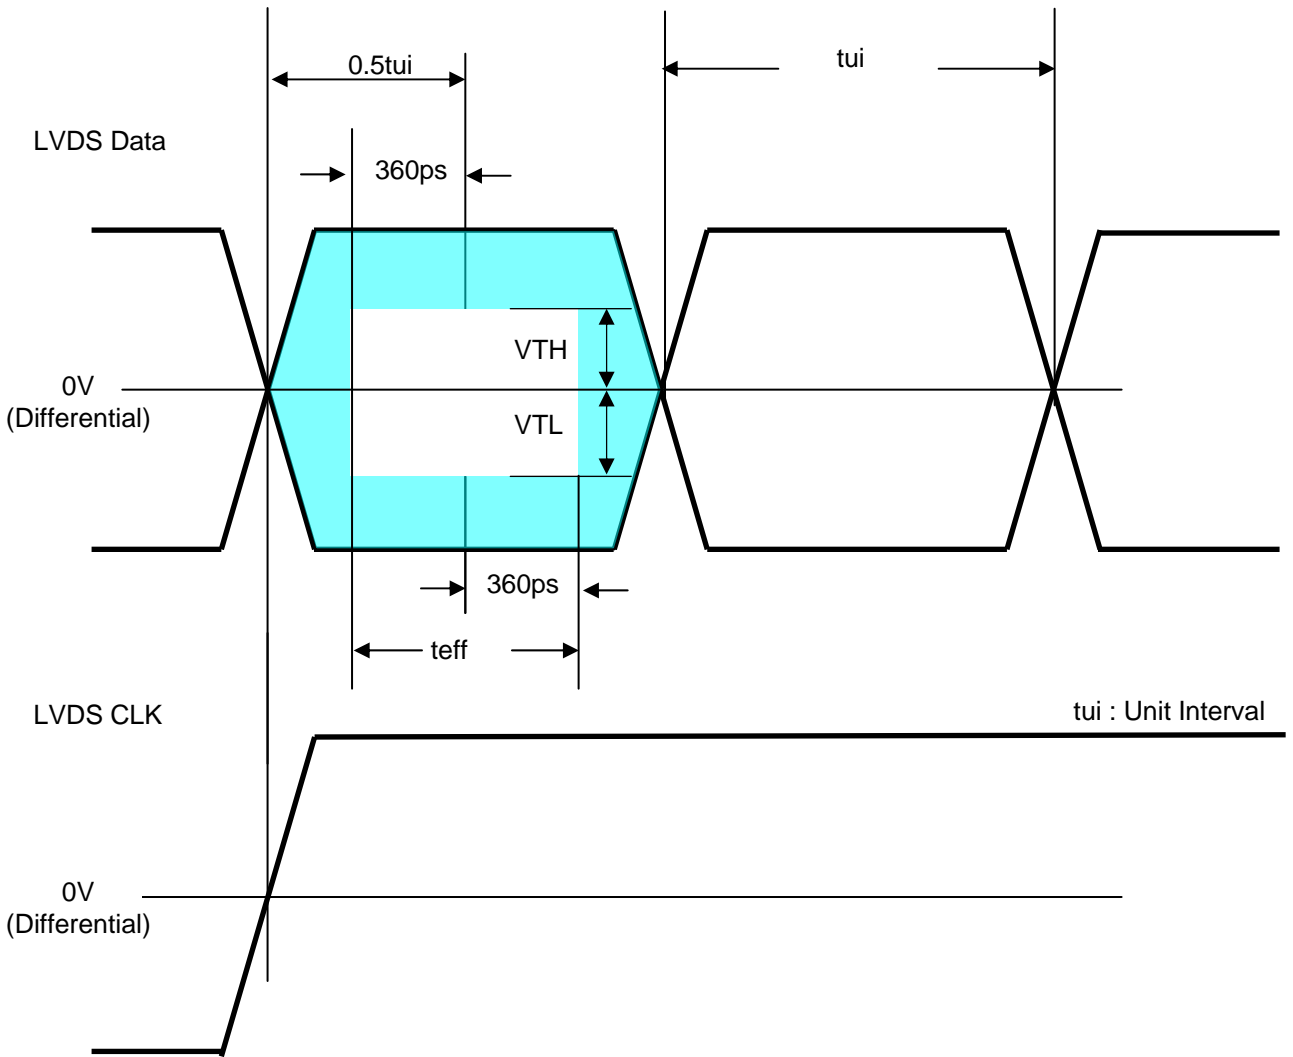 0.5tui
tui
LVDS Data
360ps
VTH
0V
(Differential)
VTL
360ps
teff
LVDS CLK
tui : Unit Interval
0V
(Differential)